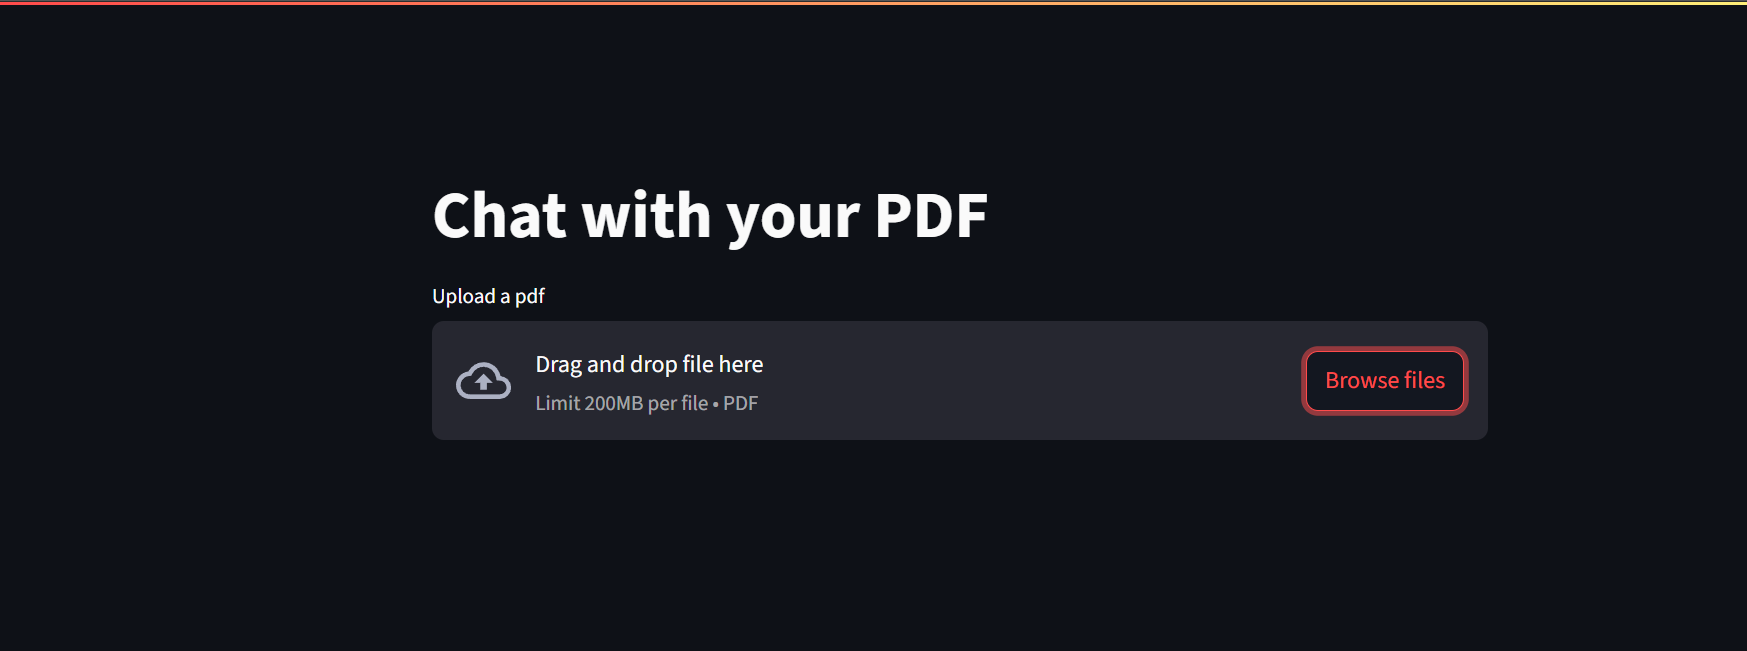 Chat with your PDF
Upload a pdf
Drag and drop file here
Limit 200MB per file • PDF
Browse files